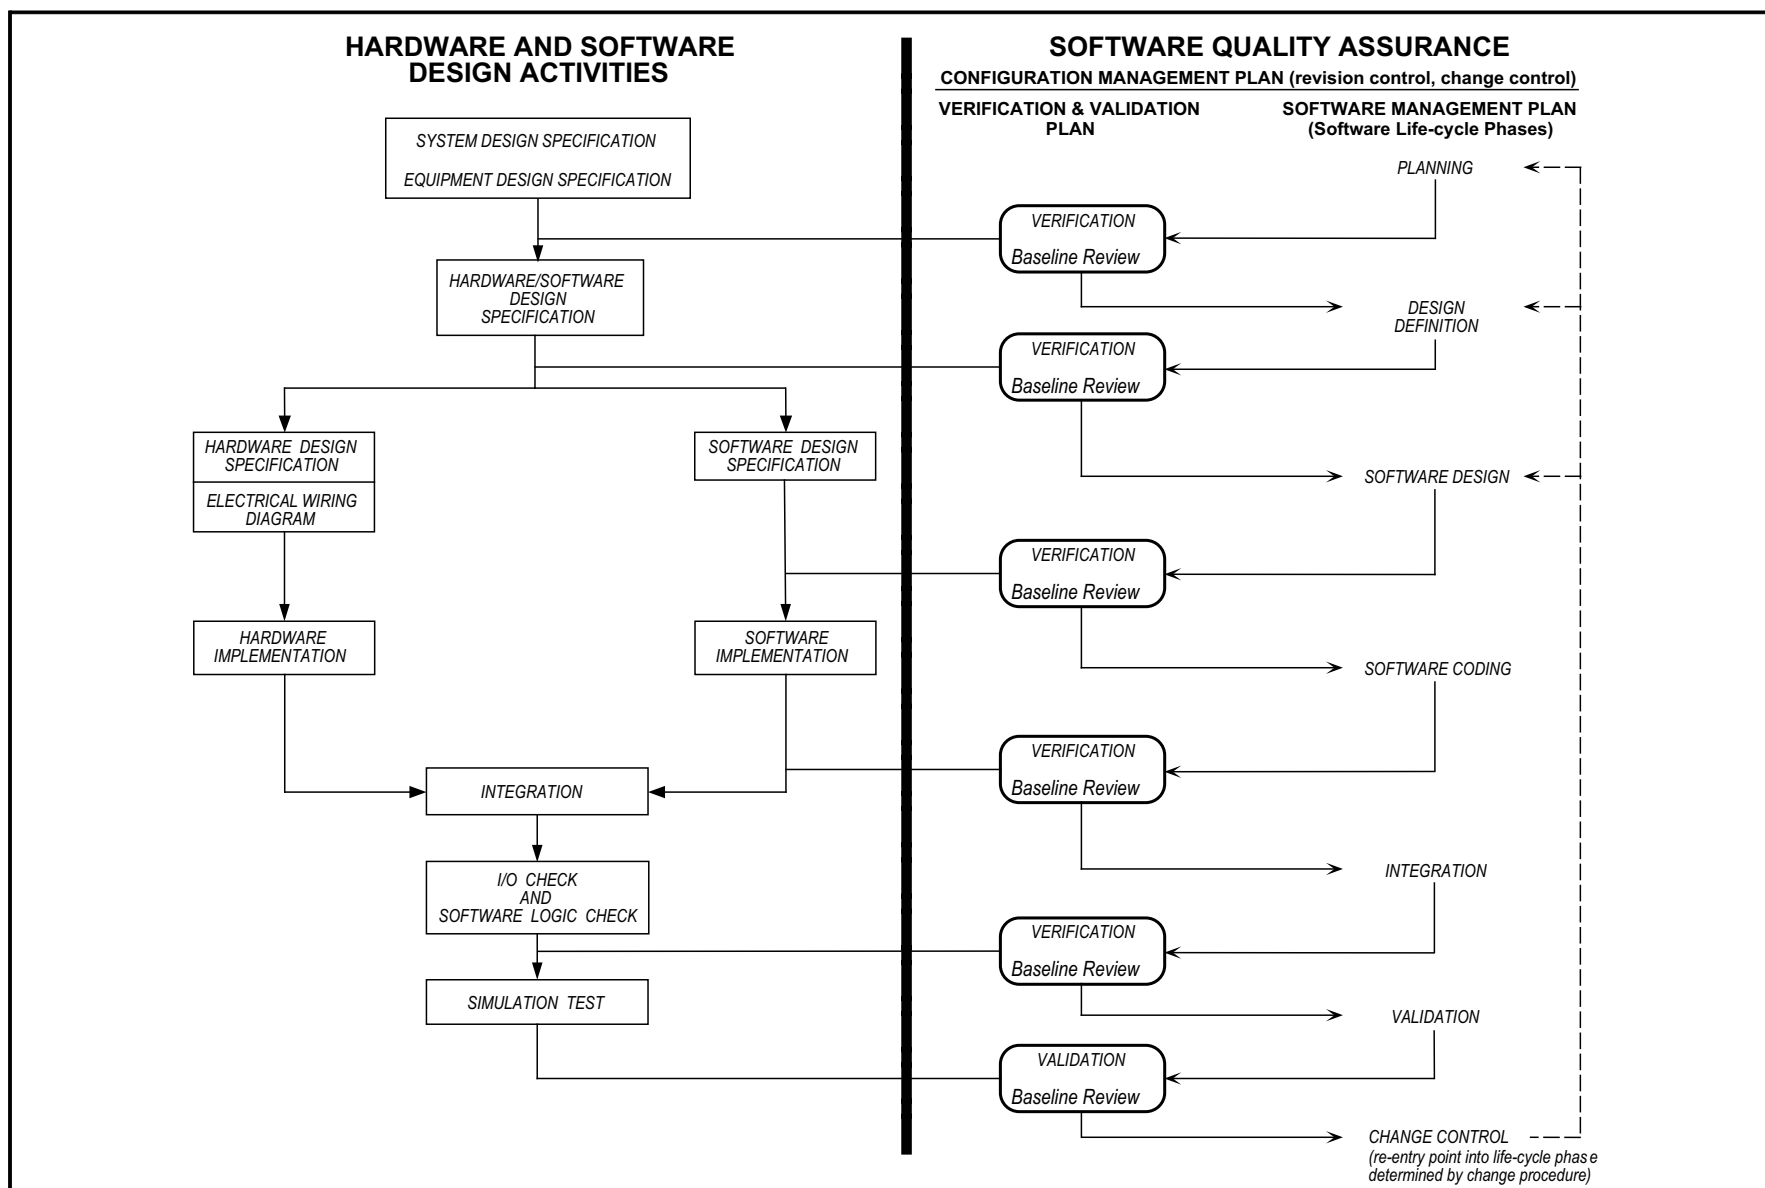 HARDWARE AND SOFTWARE
DESIGN ACTIVITIES
SYSTEM DESIGN SPECIFICATION
EQUIPMENT DESIGN SPECIFICATION
HARDWARE/SOFTWARE
DESIGN
SPECIFICATION
HARDWARE DESIGN
SPECIFICATION
ELECTRICAL WIRING
DIAGRAM
SOFTWARE DESIGN
SPECIFICATION
HARDWARE
IMPLEMENTATION
SOFTWARE
IMPLEMENTATION
INTEGRATION
I/O CHECK
AND
SOFTWARE LOGIC CHECK
SIMULATION TEST
SOFTWARE QUALITY ASSURANCE
CONFIGURATION MANAGEMENT PLAN (revision control, change control)
VERIFICATION & VALIDATION
PLAN
SOFTWARE MANAGEMENT PLAN
(Software Life-cycle Phases)
PLANNING
VERIFICATION
Baseline Review
DESIGN
DEFINITION
VERIFICATION
Baseline Review
SOFTWARE DESIGN
VERIFICATION
Baseline Review
SOFTWARE CODING
VERIFICATION
Baseline Review
INTEGRATION
VERIFICATION
Baseline Review
VALIDATION
VALIDATION
Baseline Review
CHANGE CONTROL
(re-entry point into life-cycle phase
determined by change procedure)